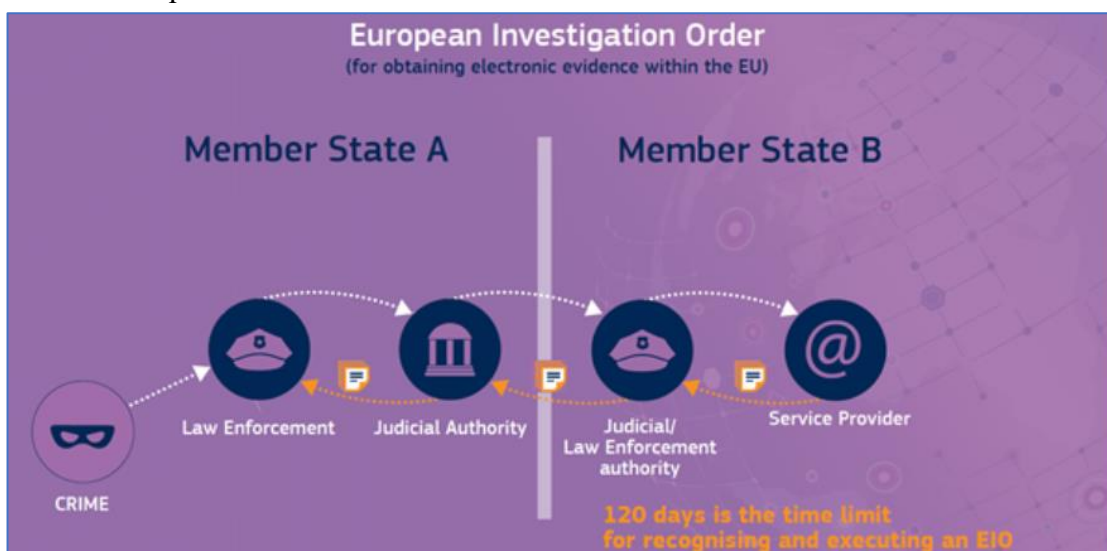 European Investigation Order
(for obtaining electronic evidence within the EU)
Member State A
Member State B
@
Law Enforcement
Judicial Authority
Judicial/
Law Enforcement
authority
Service Provider
CRIME
120 days is the time limit
for recognising and executing an EIO